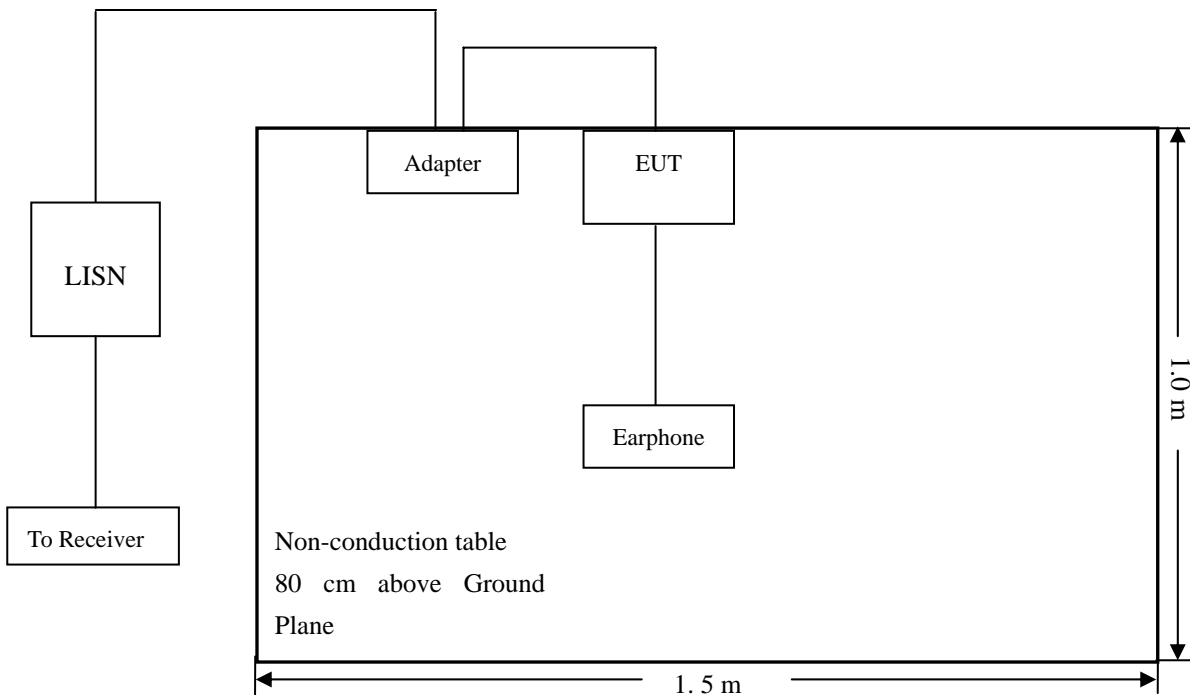 Adapter
EUT
LISN
Earphone
To Receiver
Non-conduction table
80 cm above Ground
Plane
1.0 m
1. 5 m